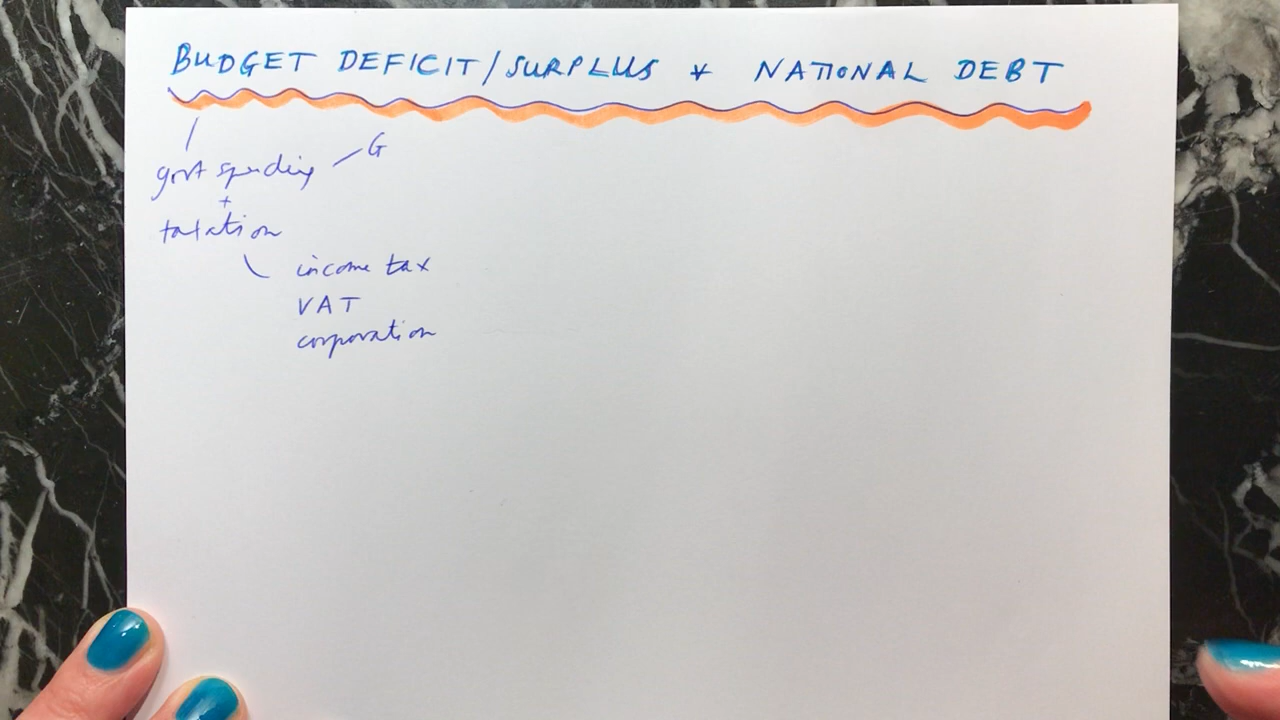 BUDGET DEFICIT/SURPLUS + NATIONAL DEBT
govt spending — G
+
taxation
income tax
VAT
corporation